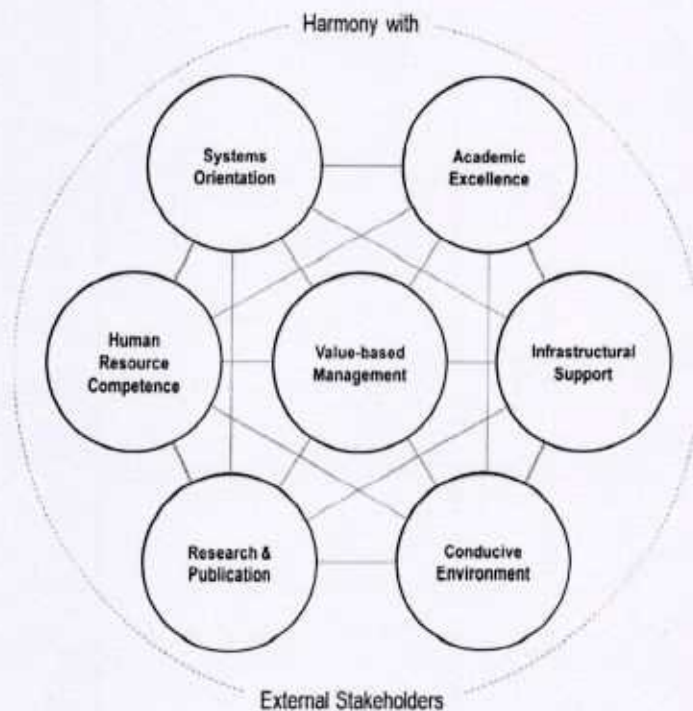 Harmony with
Systems
Orientation
Academic
Excellence
Human
Resource
Competence
Value-based
Management
Infrastructural
Support
Research &
Publication
Conducive
Environment
External Stakeholders